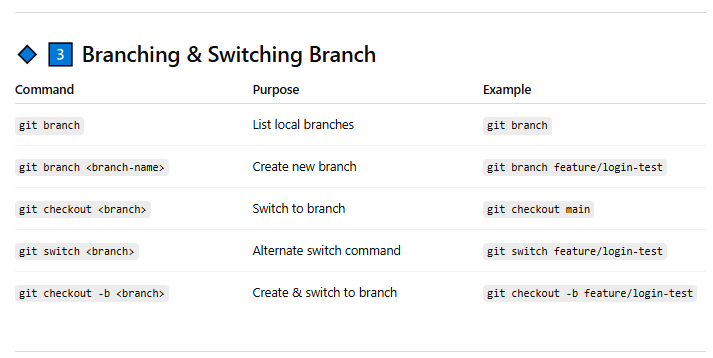 3 Branching & Switching Branch
Command Purpose Example
git branch List local branches git branch
git branch <branch-name> Create new branch git branch feature/login-test
git checkout <branch> Switch to branch git checkout main
git switch <branch> Alternate switch command git switch feature/login-test
git checkout -b <branch> Create & switch to branch git checkout -b feature/login-test